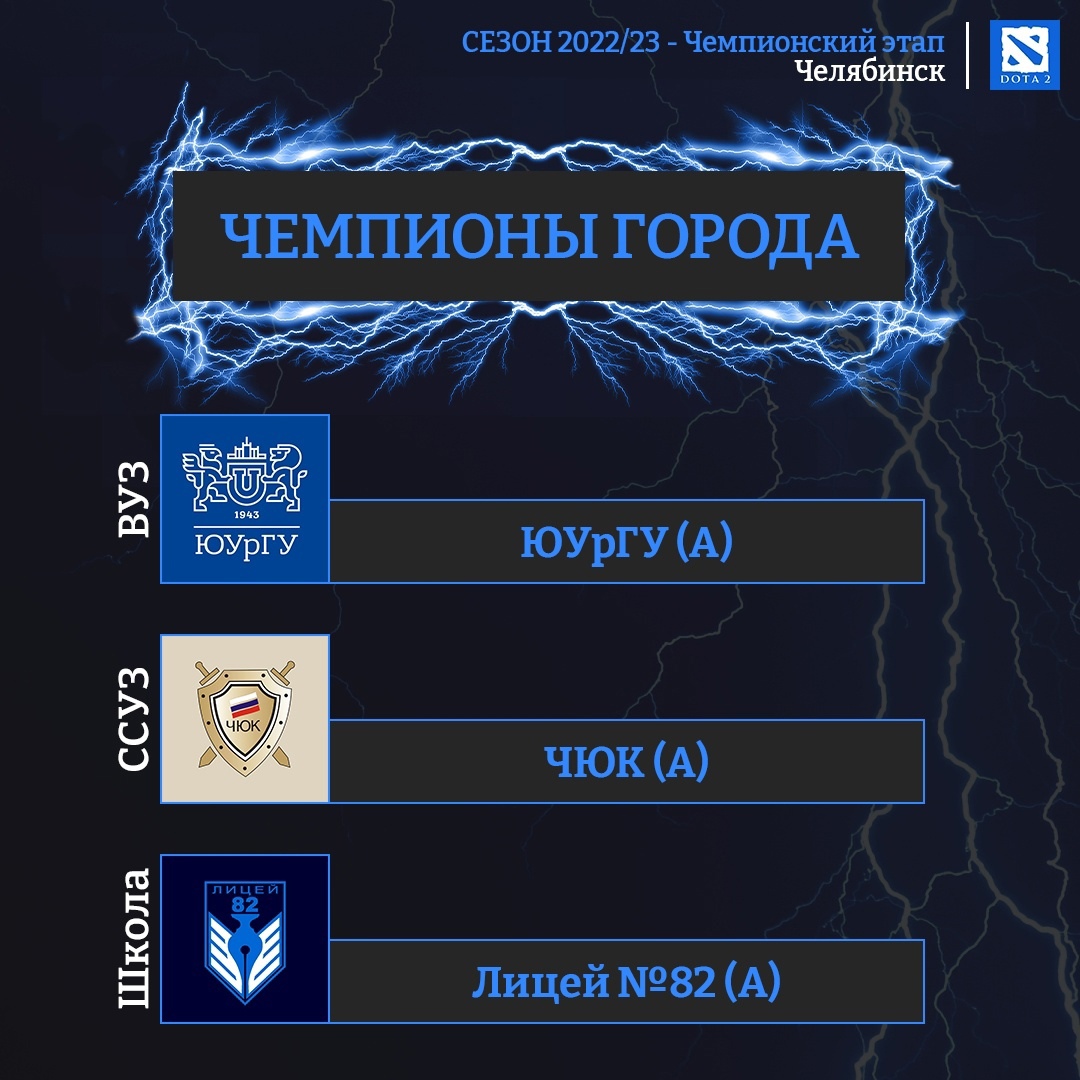 СЕЗОН 2022/23 - Чемпионский этап
Челябинск
DOTA 2
ЧЕМПИОНЫ ГОРОДА
ВУЗ
1943
ЮУрГУ
ЮУрГУ (А)
ССУЗ
ЧЮК
ЧЮК (А)
Школа
ЛИЦЕЙ
82
Лицей №82 (А)